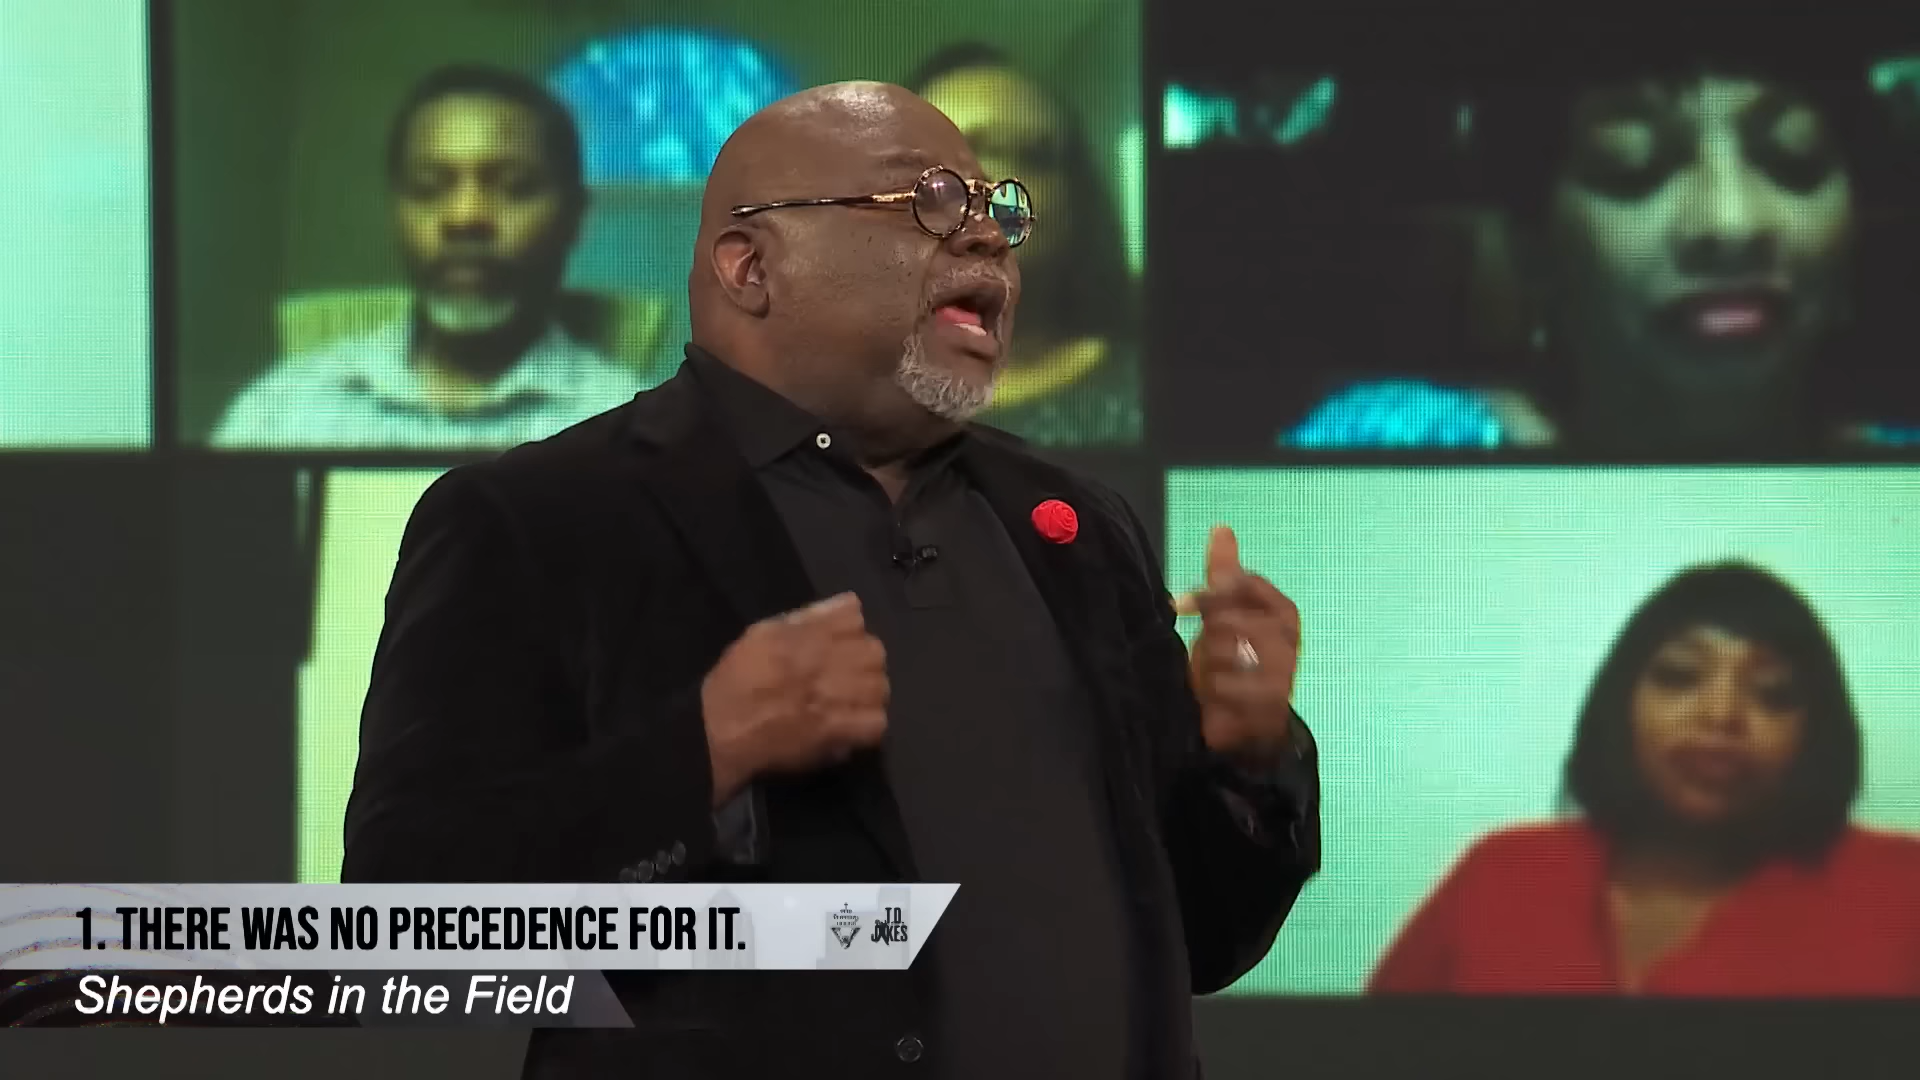 1. THERE WAS NO PRECEDENCE FOR IT.
T.D. JAKES
Shepherds in the Field